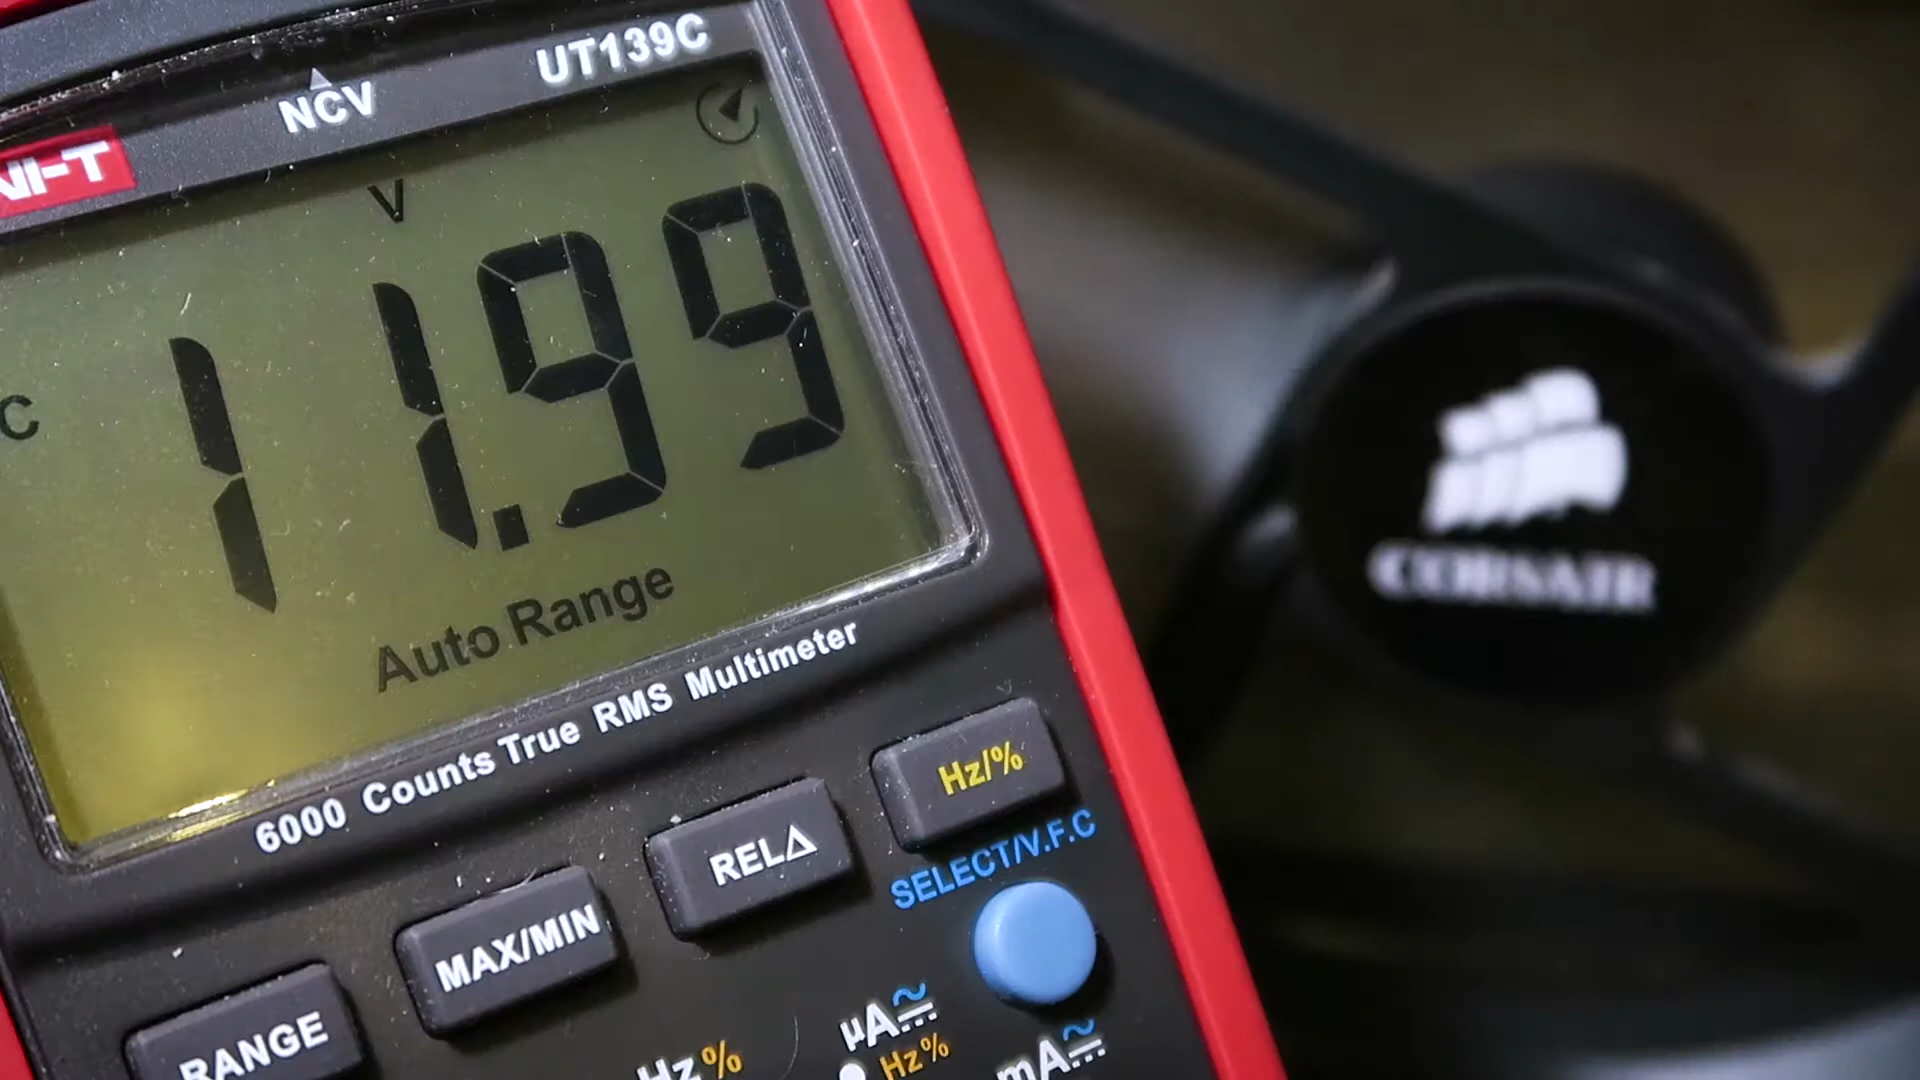 UT139C
NCV
NI-T
V
C
11.99
Auto Range
6000 Counts True RMS Multimeter
Hz/%
RELΔ
MAX/MIN
RANGE
SELECT/V.F.C
Hz%
µA
Hz%
mA
CORSAIR